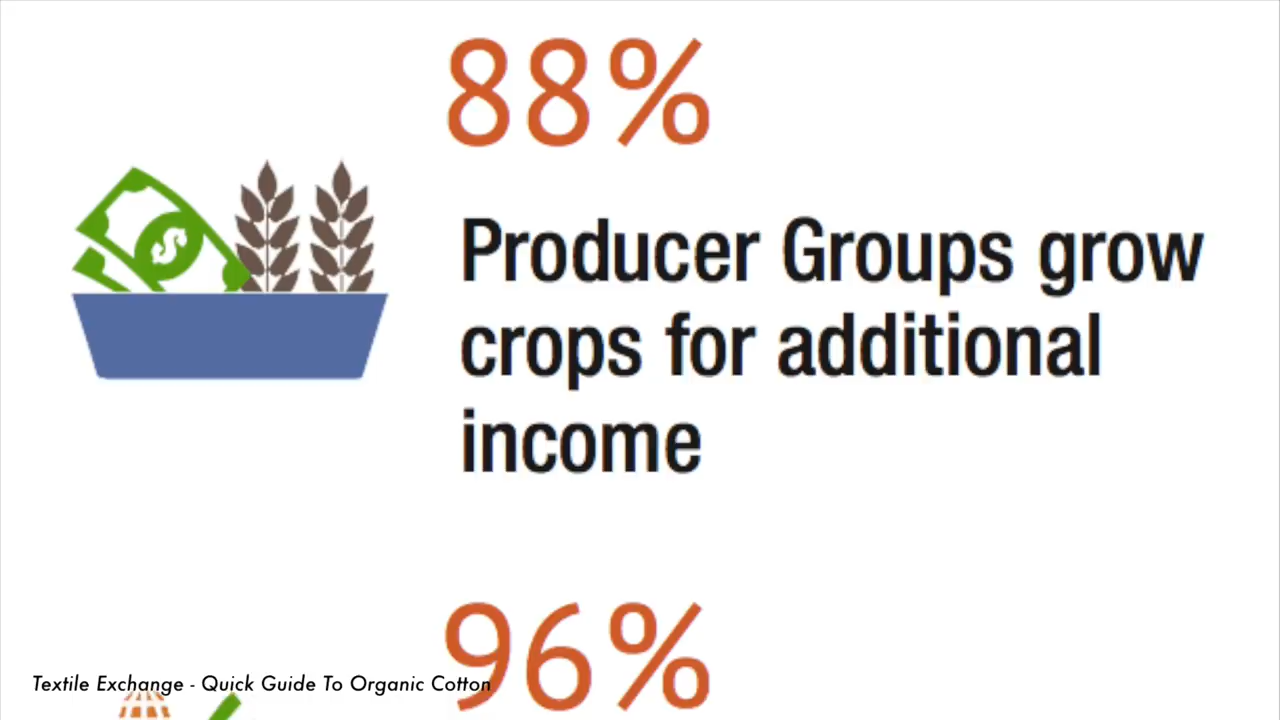 88%
Producer Groups grow
crops for additional
income
96%
Textile Exchange - Quick Guide To Organic Cotton